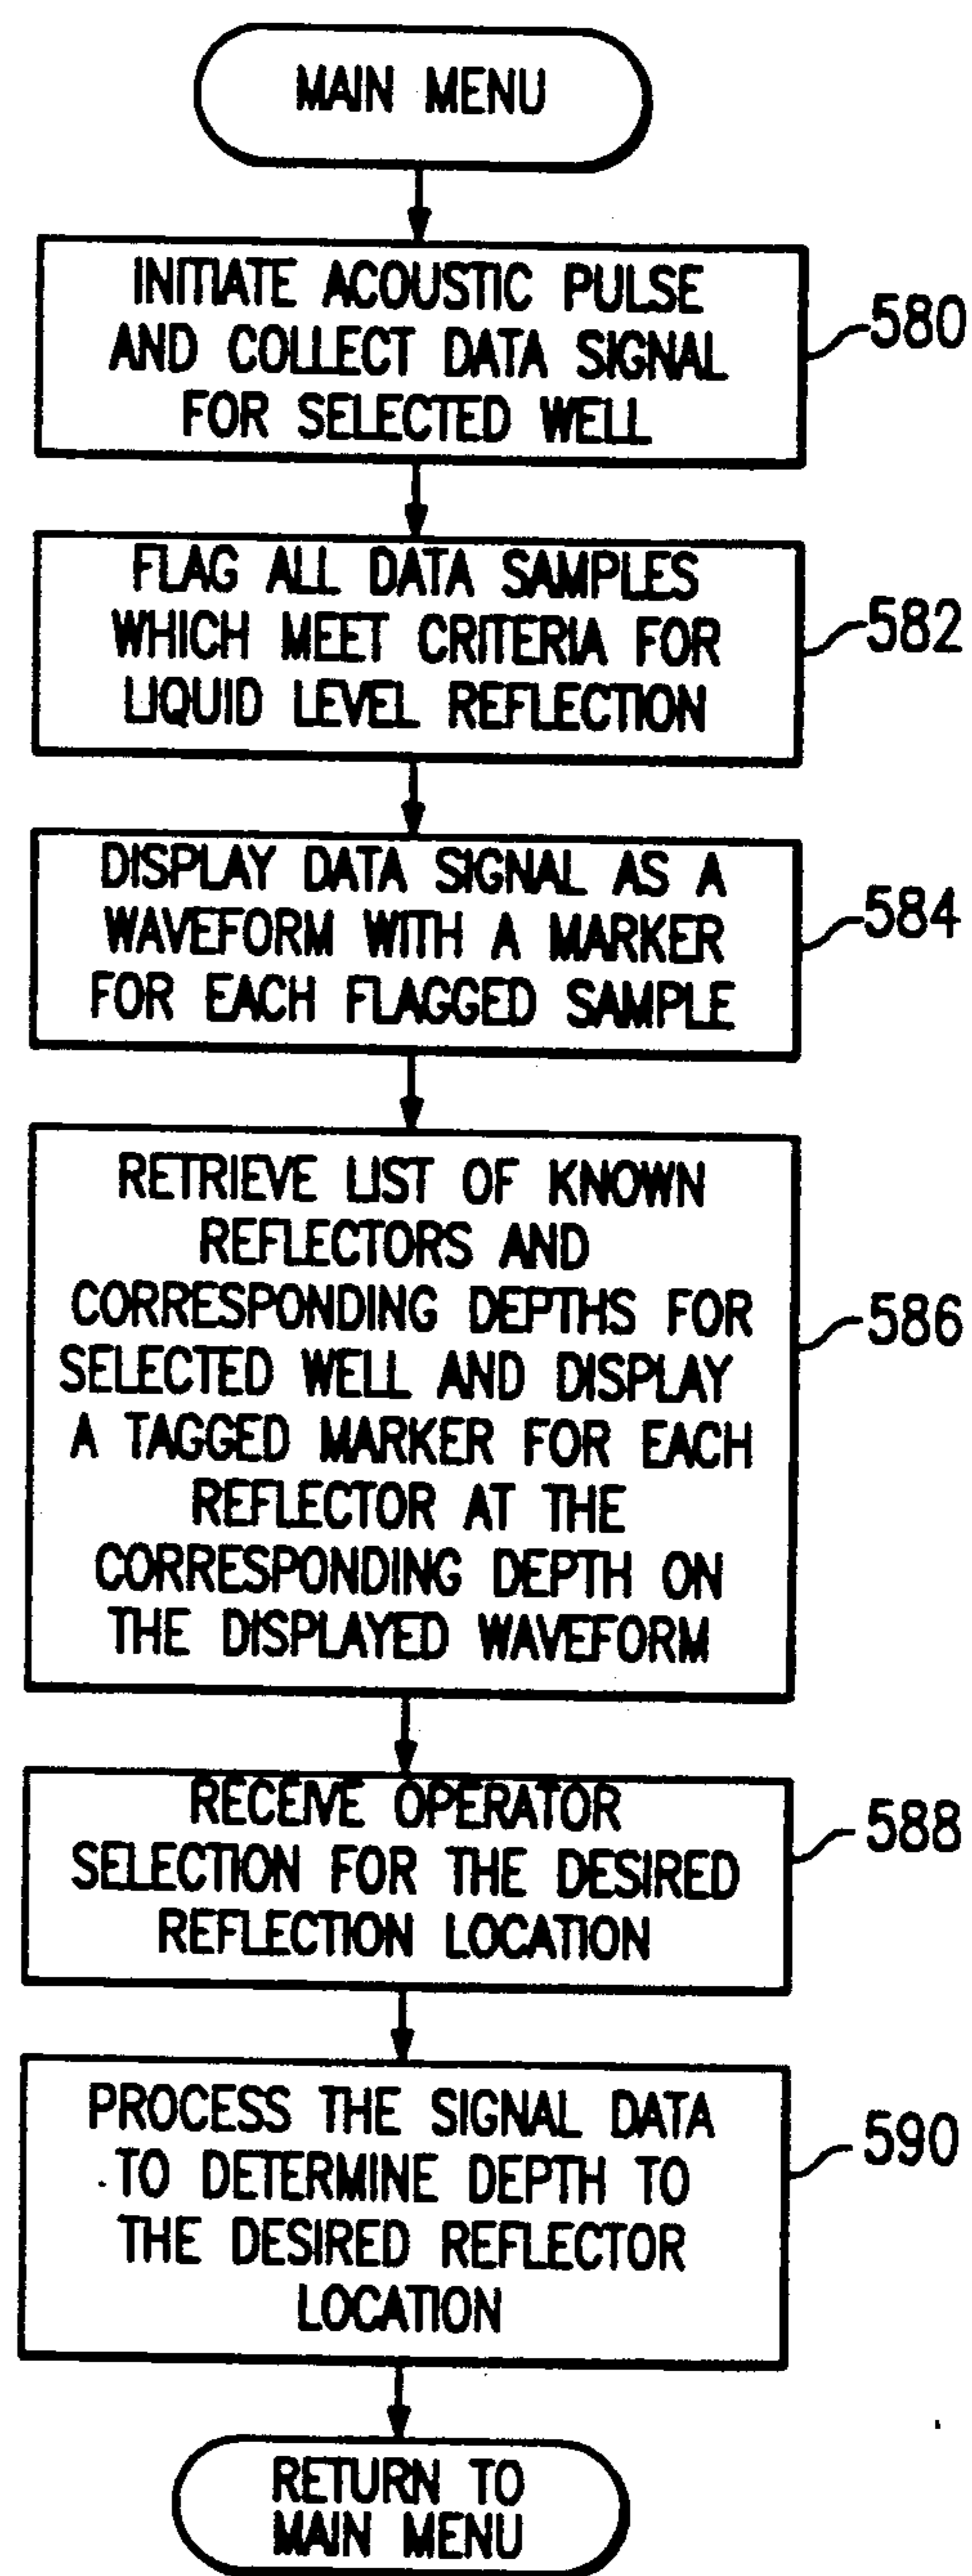 MAIN MENU
INITIATE ACOUSTIC PULSE
AND COLLECT DATA SIGNAL
FOR SELECTED WELL
580
FLAG ALL DATA SAMPLES
WHICH MEET CRITERIA FOR
LIQUID LEVEL REFLECTION
582
DISPLAY DATA SIGNAL AS A
WAVEFORM WITH A MARKER
FOR EACH FLAGGED SAMPLE
584
RETRIEVE LIST OF KNOWN
REFLECTORS AND
CORRESPONDING DEPTHS FOR
SELECTED WELL AND DISPLAY
A TAGGED MARKER FOR EACH
REFLECTOR AT THE
CORRESPONDING DEPTH ON
THE DISPLAYED WAVEFORM
586
RECEIVE OPERATOR
SELECTION FOR THE DESIRED
REFLECTION LOCATION
588
PROCESS THE SIGNAL DATA
TO DETERMINE DEPTH TO
THE DESIRED REFLECTOR
LOCATION
590
RETURN TO
MAIN MENU